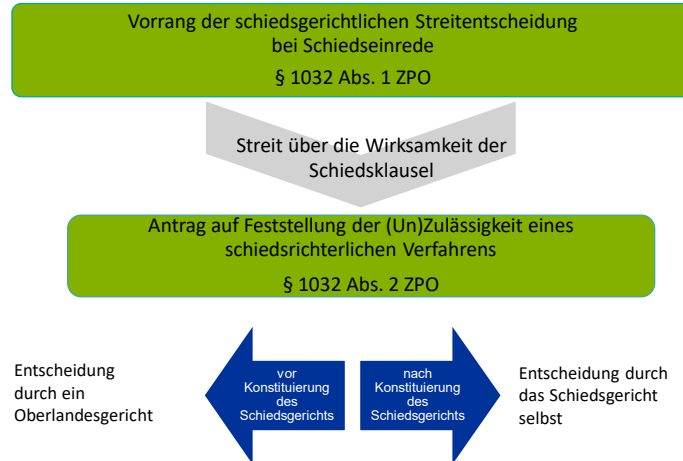 Vorrang der schiedsgerichtlichen Streitentscheidung
bei Schiedseinrede
§ 1032 Abs. 1 ZPO
Streit über die Wirksamkeit der
Schiedsklausel
Antrag auf Feststellung der (Un)Zulässigkeit eines
schiedsrichterlichen Verfahrens
§ 1032 Abs. 2 ZPO
Entscheidung
durch ein
Oberlandesgericht
vor
Konstituierung
des
Schiedsgerichts
nach
Konstituierung
des
Schiedsgerichts
Entscheidung durch
das Schiedsgericht
selbst